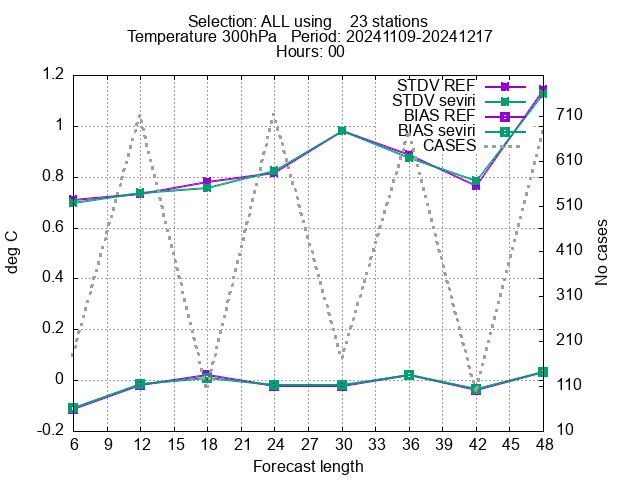 Selection: ALL using    23 stations
Temperature 300hPa   Period: 20241109-20241217
Hours: 00
STDV REF
STDV seviri
BIAS REF
BIAS seviri
CASES
1.2
1
0.8
0.6
0.4
0.2
0
-0.2
deg C
710
610
510
410
310
210
110
10
No cases
6 9 12 15 18 21 24 27 30 33 36 39 42 45 48
Forecast length